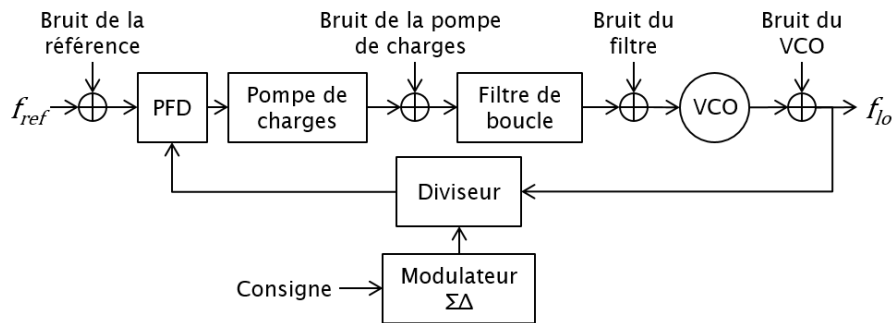 Bruit de la
référence
Bruit de la pompe
de charges
Bruit du
filtre
Bruit du
VCO
f_ref
PFD
Pompe de
charges
Filtre de
boucle
VCO
f_lo
Diviseur
Consigne
Modulateur
ΣΔ